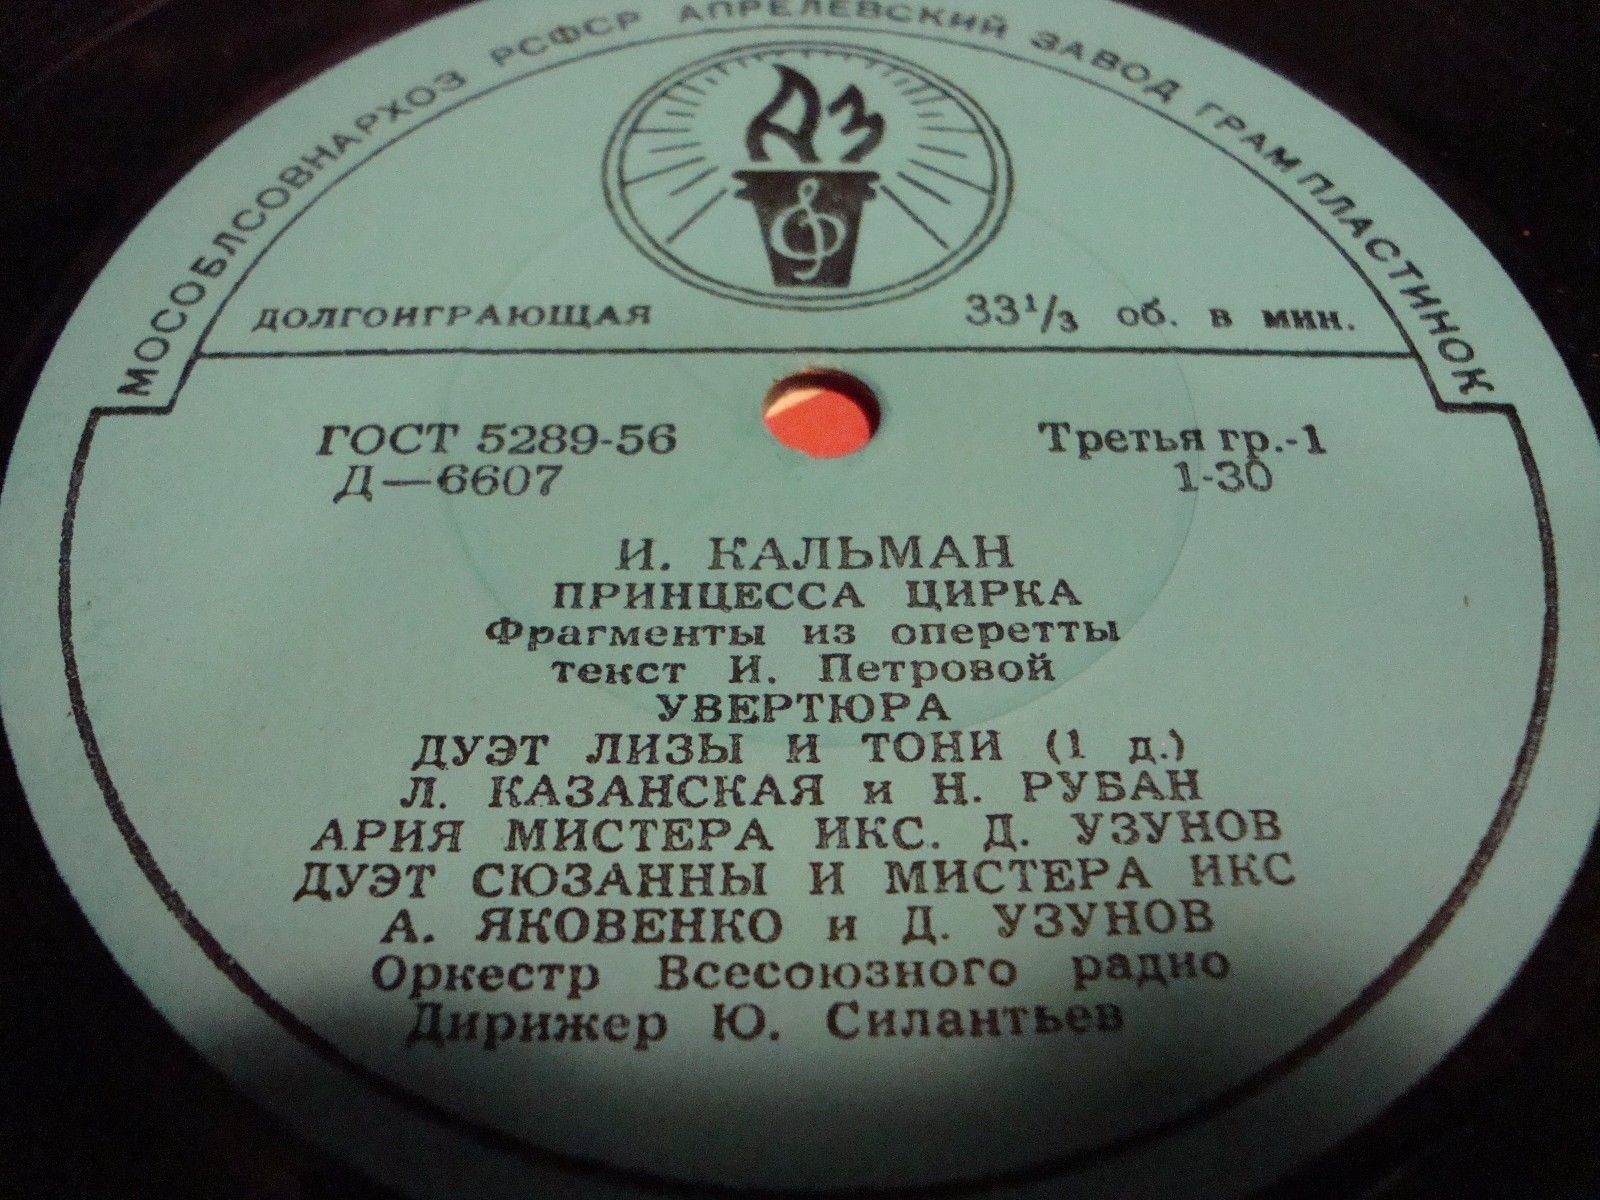 МОСОБЛСОВНАРХОЗ РСФСР АПРЕЛЕВСКИЙ ЗАВОД ГРАМПЛАСТИНОК
АЗ
ДОЛГОИГРАЮЩАЯ 33⅓ об. в мин.
ГОСТ 5289-56 Третья гр.-1
Д—6607 1-30
И. КАЛЬМАН
ПРИНЦЕССА ЦИРКА
Фрагменты из оперетты
текст И. Петровой
УВЕРТЮРА
ДУЭТ ЛИЗЫ И ТОНИ (1 д.)
Л. КАЗАНСКАЯ и Н. РУБАН
АРИЯ МИСТЕРА ИКС. Д. УЗУНОВ
ДУЭТ СЮЗАННЫ И МИСТЕРА ИКС
А. ЯКОВЕНКО и Д. УЗУНОВ
Оркестр Всесоюзного радио
Дирижер Ю. Силантьев